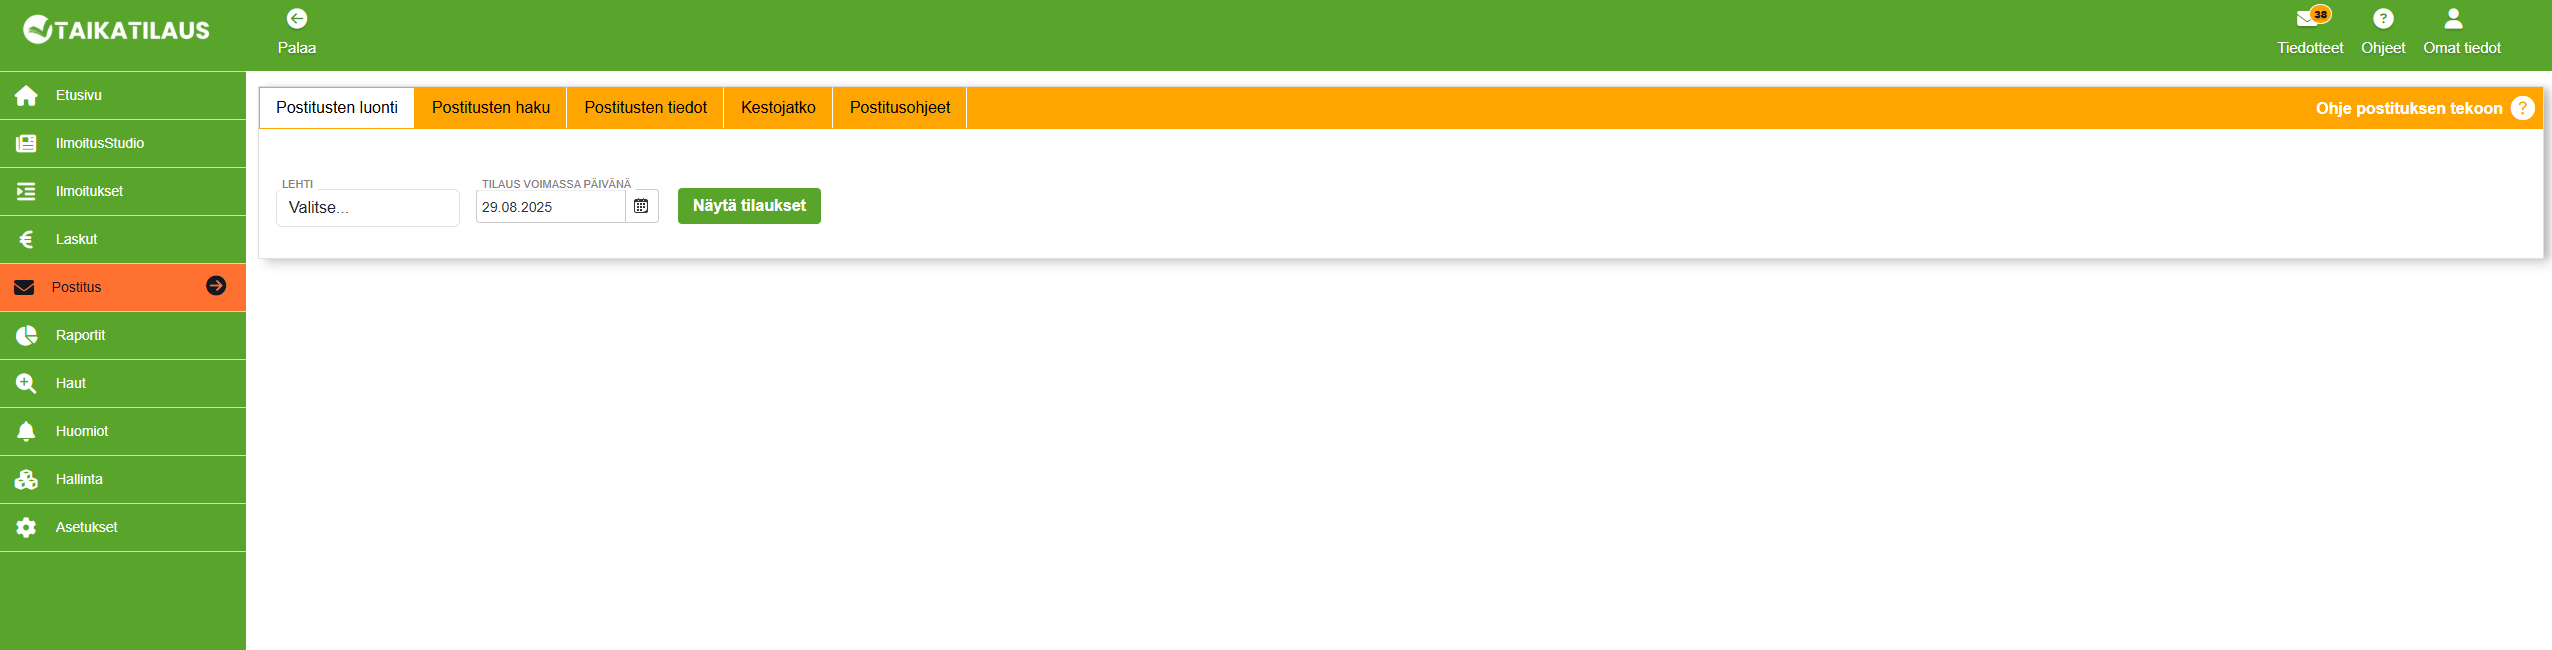 TAIKATILAUS
Palaa
38
Tiedotteet
Ohjeet
Omat tiedot
Etusivu
IlmoitusStudio
Ilmoitukset
Laskut
Postitus
Raportit
Haut
Huomiot
Hallinta
Asetukset
Postitusten luonti
Postitusten haku
Postitusten tiedot
Kestojatko
Postitusohjeet
Ohje postituksen tekoon ?
LEHTI
Valitse...
TILAUS VOIMASSA PÄIVÄNÄ
29.08.2025
Näytä tilaukset